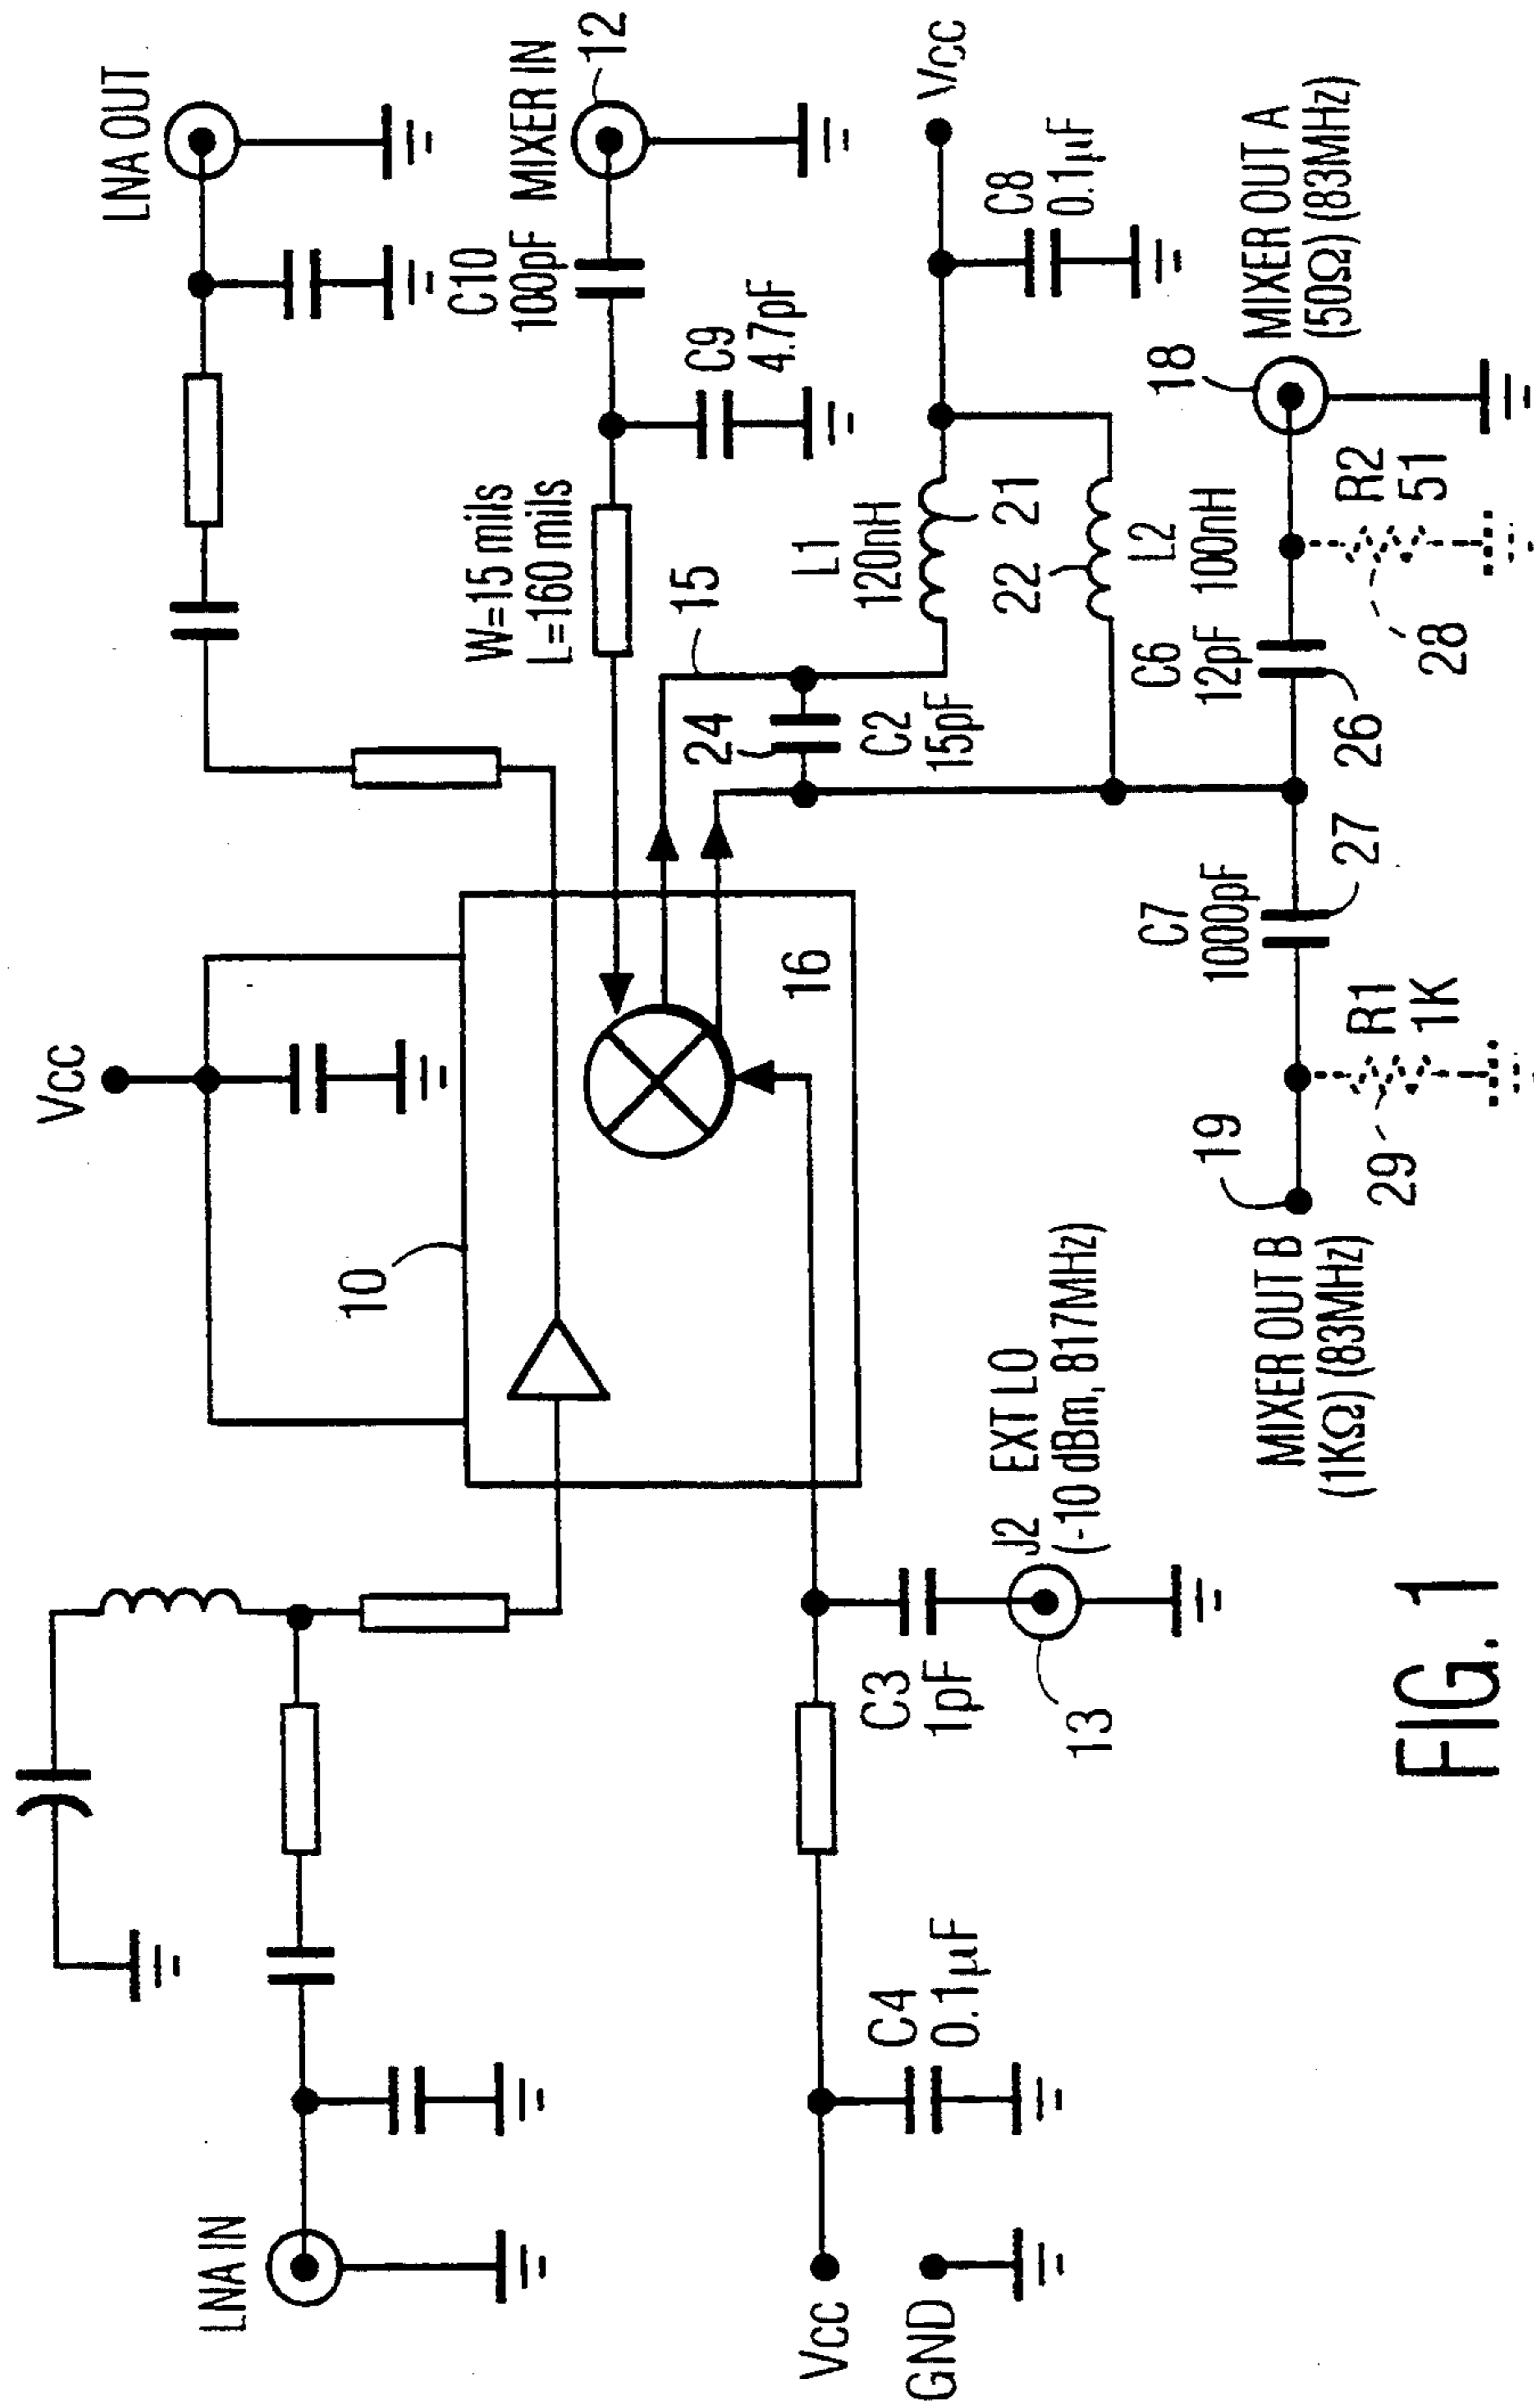 LNA IN
VCC
GND
C4
0.1µF
C3
1pF
13
J2 EXT LO
(-10 dBm, 817MHz)
10
VCC
16
MIXER OUT B
(1KΩ) (83MHz)
19
29
R1
1K
C7
1000pF
27
26
C6
12pF
24
C2
15pF
15
W=15 mils
L=160 mils
L1
120nH
21
22
L2
100nH
28
R2
51
18
MIXER OUT A
(50Ω) (83MHz)
C9
4.7pF
C10
100pF
MIXER IN
12
LNA OUT
C8
0.1µF
VCC
FIG. 1